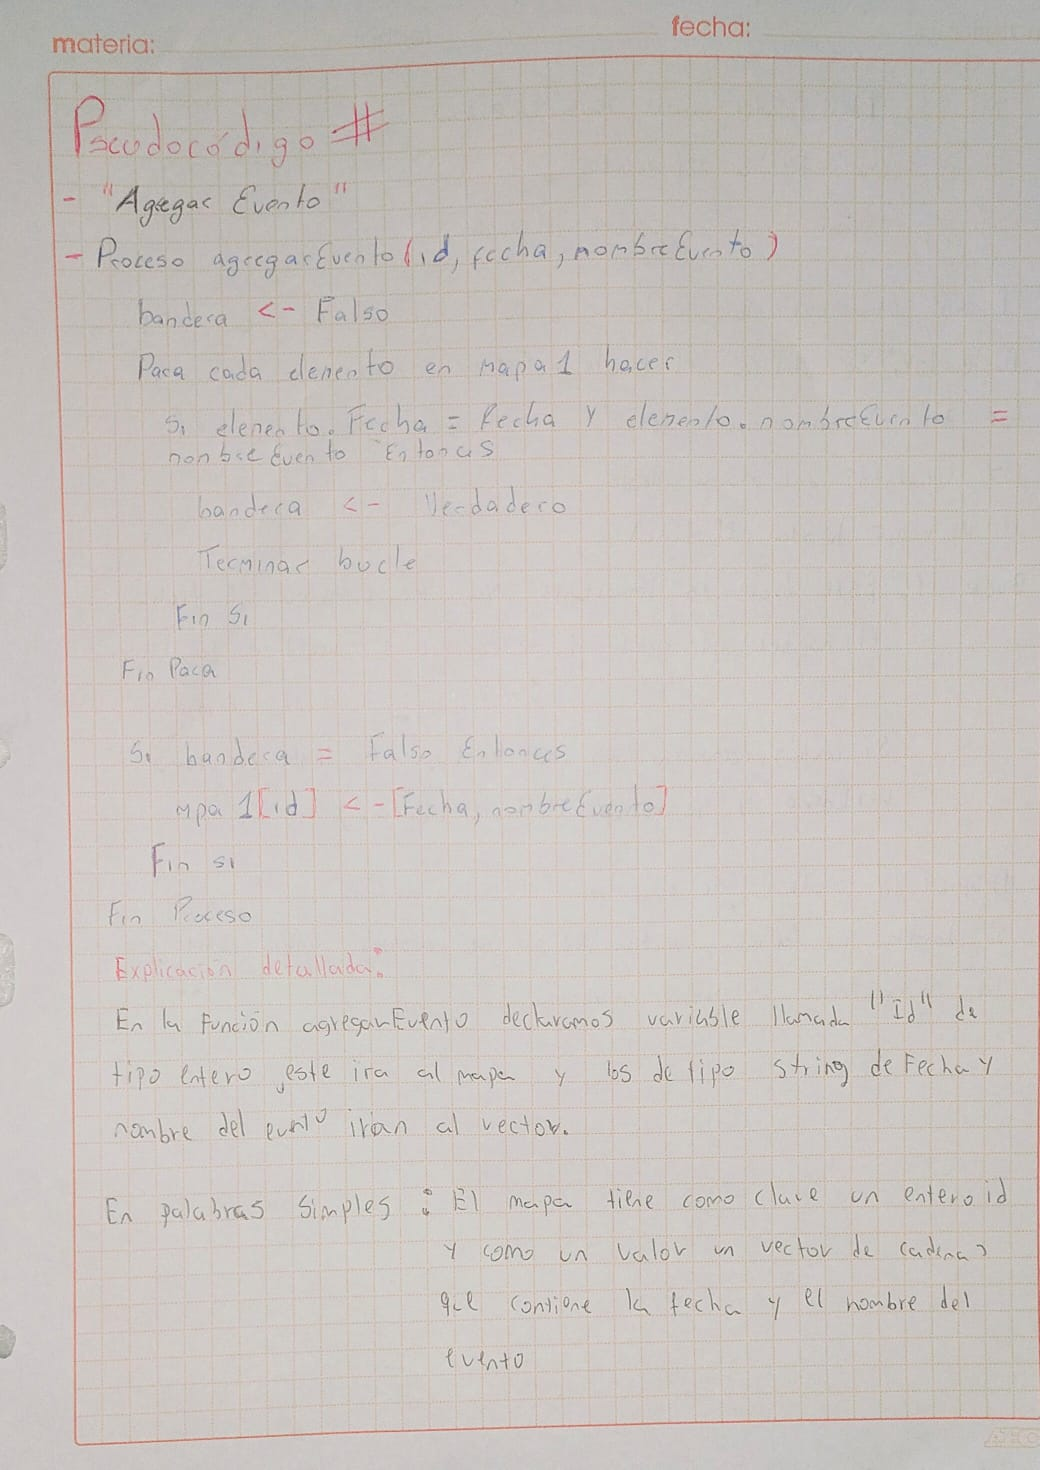 materia:
fecha:
Pseudocódigo #
- "Agregar Evento"
- Proceso agregarEvento (id, fecha, nombreEvento)
bandera <- Falso
Para cada elemento en mapa1 hacer
Si elemento.Fecha = fecha y elemento.nombreEvento =
nombreEvento Entonces
bandera <- Verdadero
Terminar bucle
Fin Si
Fin Para
Si bandera = Falso Entonces
mpa1[id] <- [Fecha, nombreEvento]
Fin si
Fin Proceso
Explicación detallada:
En la función agregarEvento declaramos variable llamada "Id" de
tipo entero, este ira al mapa y los de tipo string de Fecha y
nombre del evento iran al vector.
En palabras Simples : El mapa tiene como clave un entero id
y como un valor un vector de cadenas
que contiene la fecha y el nombre del
evento